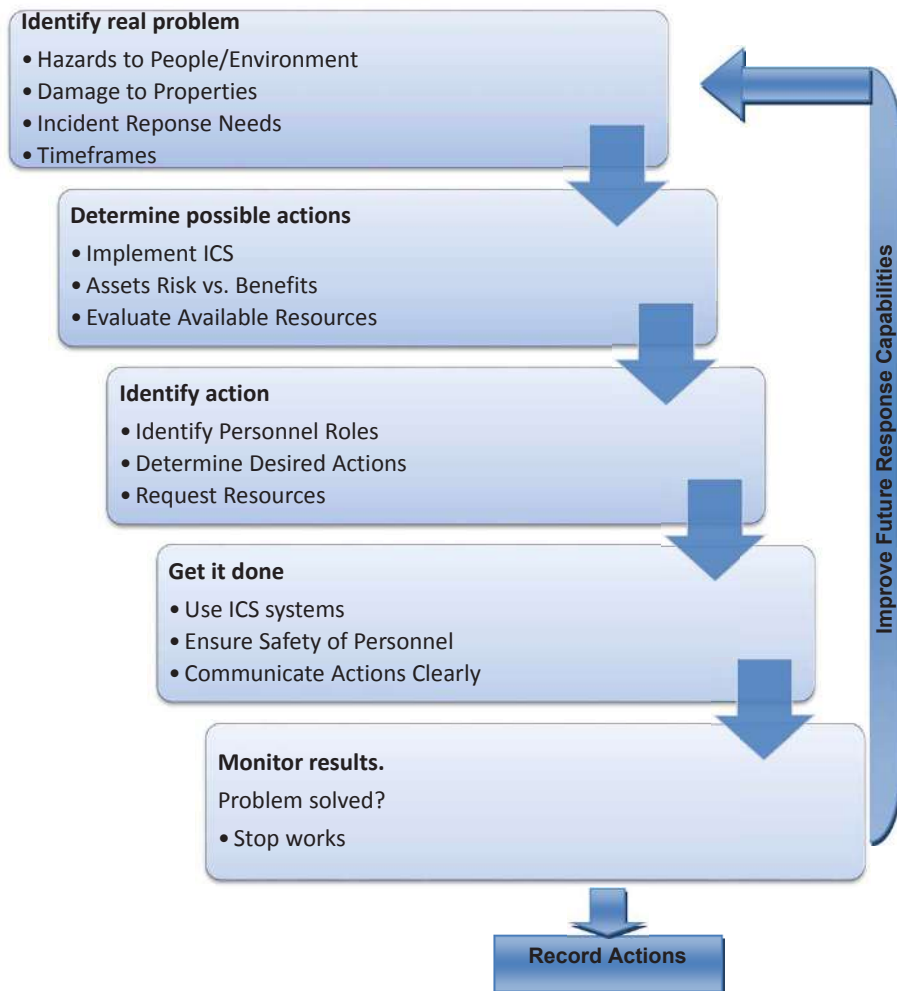 Identify real problem
• Hazards to People/Environment
• Damage to Properties
• Incident Reponse Needs
• Timeframes
Determine possible actions
• Implement ICS
• Assets Risk vs. Benefits
• Evaluate Available Resources
Identify action
• Identify Personnel Roles
• Determine Desired Actions
• Request Resources
Get it done
• Use ICS systems
• Ensure Safety of Personnel
• Communicate Actions Clearly
Monitor results.
Problem solved?
• Stop works
Record Actions
Improve Future Response Capabilities